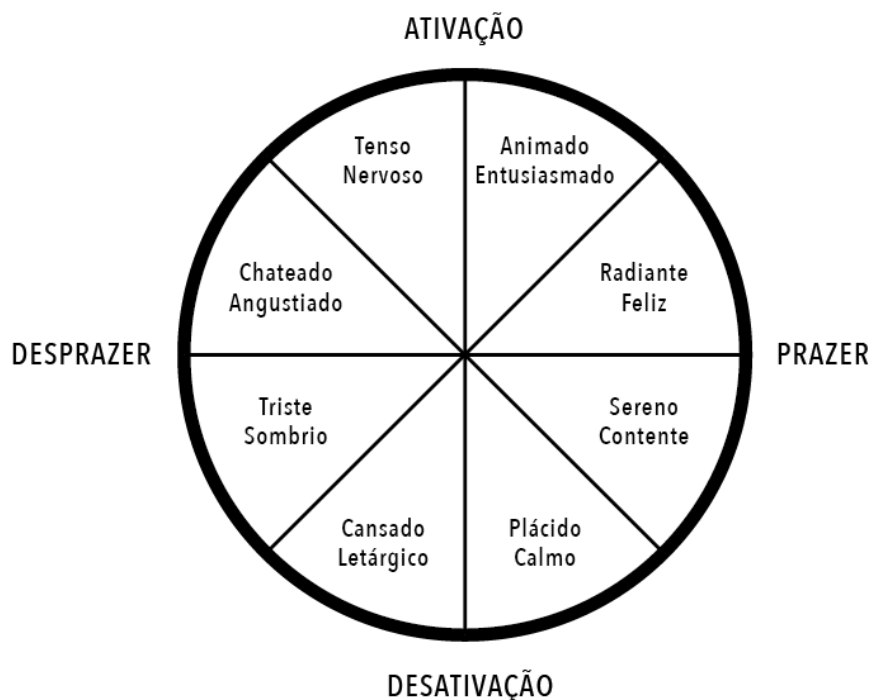 ATIVAÇÃO
Tenso
Nervoso
Animado
Entusiasmado
Chateado
Angustiado
Radiante
Feliz
DESPRAZER
PRAZER
Triste
Sombrio
Sereno
Contente
Cansado
Letárgico
Plácido
Calmo
DESATIVAÇÃO